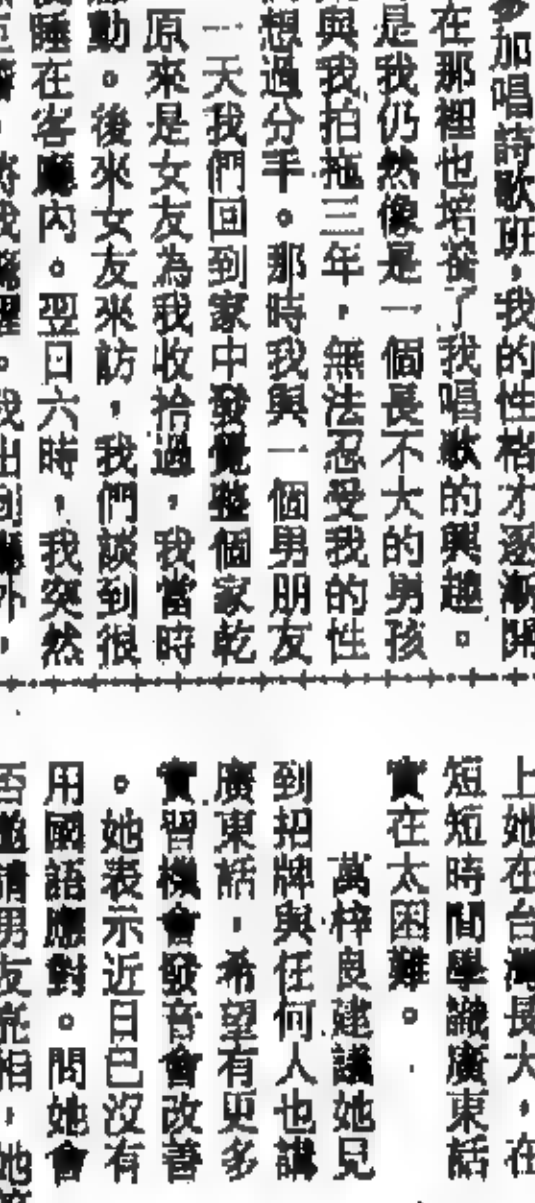 參加唱詩歌班，我的性格才逐漸開
在那裡也培養了我唱歌的興趣。
是我仍然像是一個長不大的男孩
與我拍拖三年，無法忍受我的性
想過分手。那時我與一個男朋友
一天我們回到家中發覺整個家乾
原來是女友為我收拾過，我當時
動。後來女友來訪，我們談到很
睡在客廳內。翌日六時，我突然
我出到廳外，
上她在台灣長大，在
短短時間學識廣東話
實在太困難。
萬梓良建議她見
到招牌與任何人也講
廣東話，希望有更多
實習機會發音會改善
。她表示近日已沒有
用國語應對。問她會
否邀請男友亮相，她